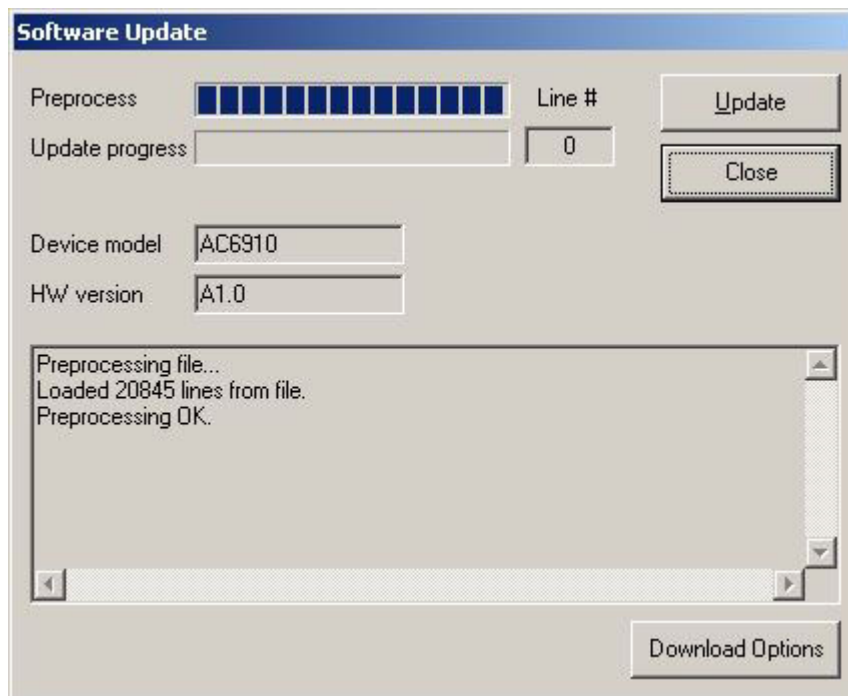 Software Update
Preprocess
Line #
Update
Update progress
0
Close
Device model
AC6910
HW version
A1.0
Preprocessing file...
Loaded 20845 lines from file.
Preprocessing OK.
Download Options